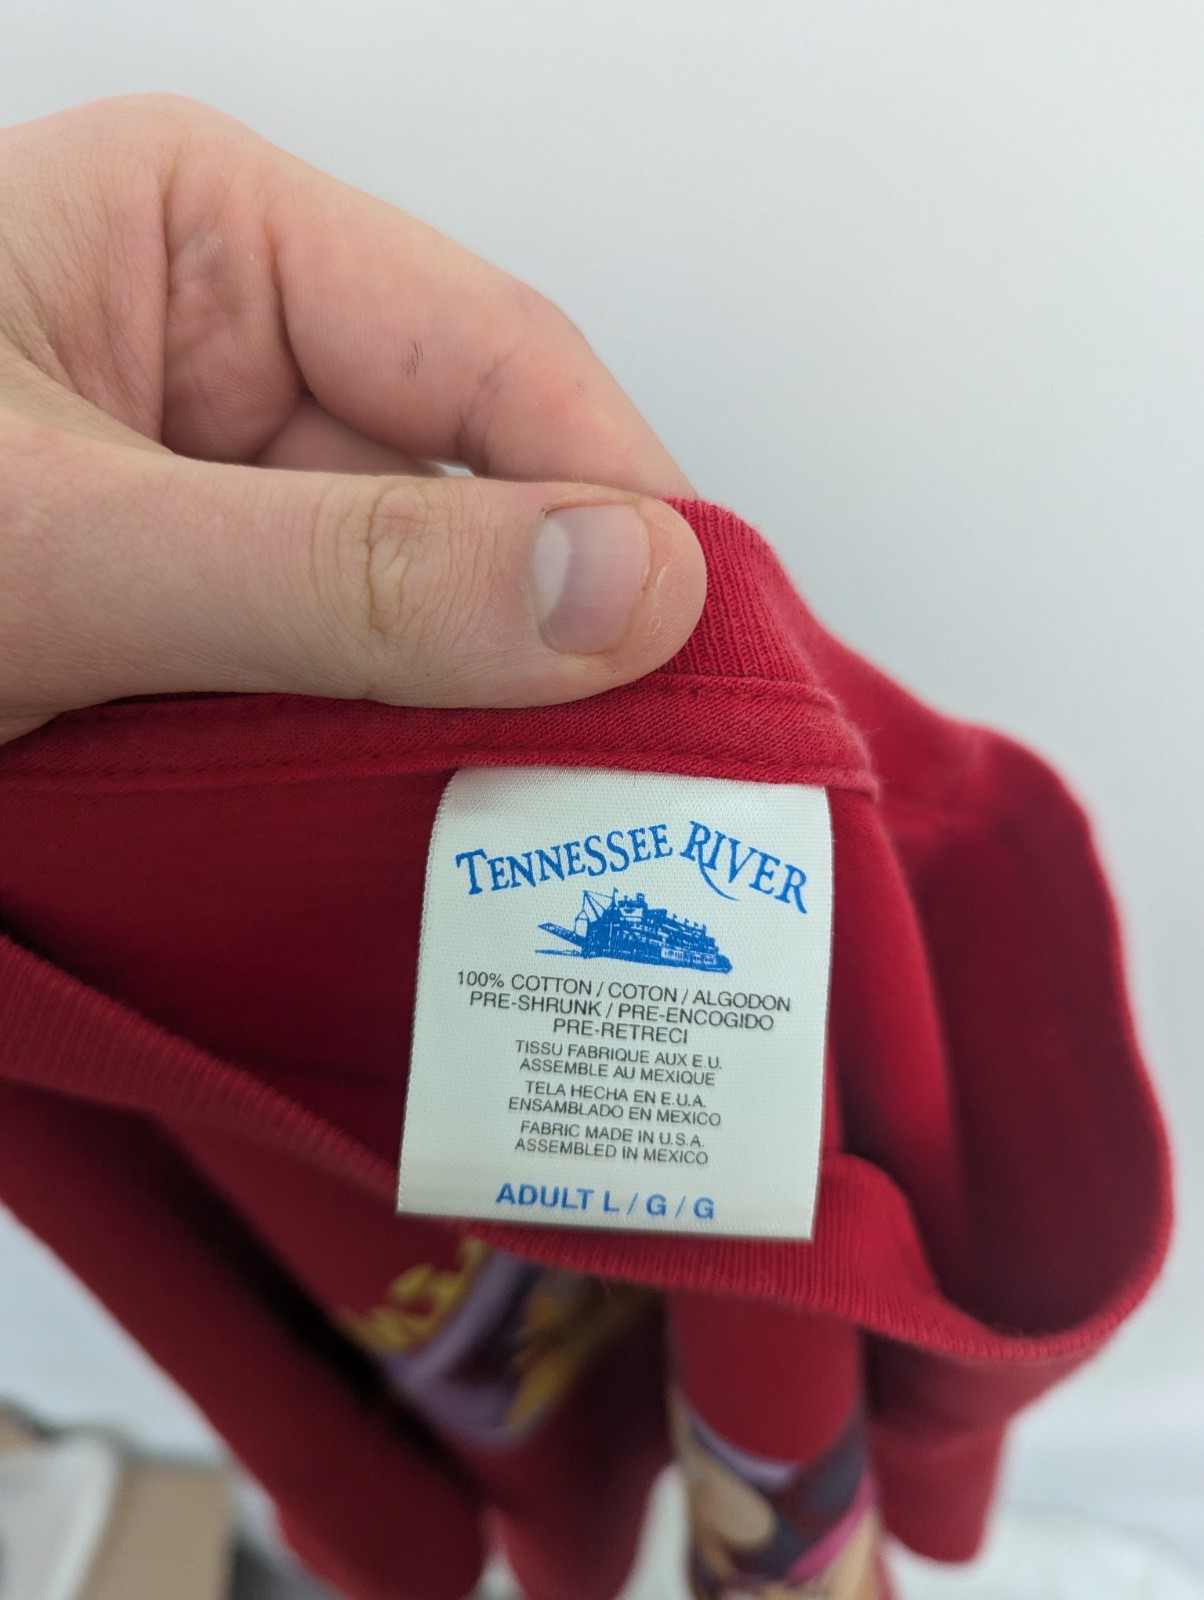 TENNESSEE RIVER
100% COTTON / COTON / ALGODON
PRE-SHRUNK / PRE-ENCOGIDO
PRE-RETRECI
TISSU FABRIQUE AUX E.U.
ASSEMBLE AU MEXIQUE
TELA HECHA EN E.U.A.
ENSAMBLADO EN MEXICO
FABRIC MADE IN U.S.A.
ASSEMBLED IN MEXICO
ADULT L / G / G